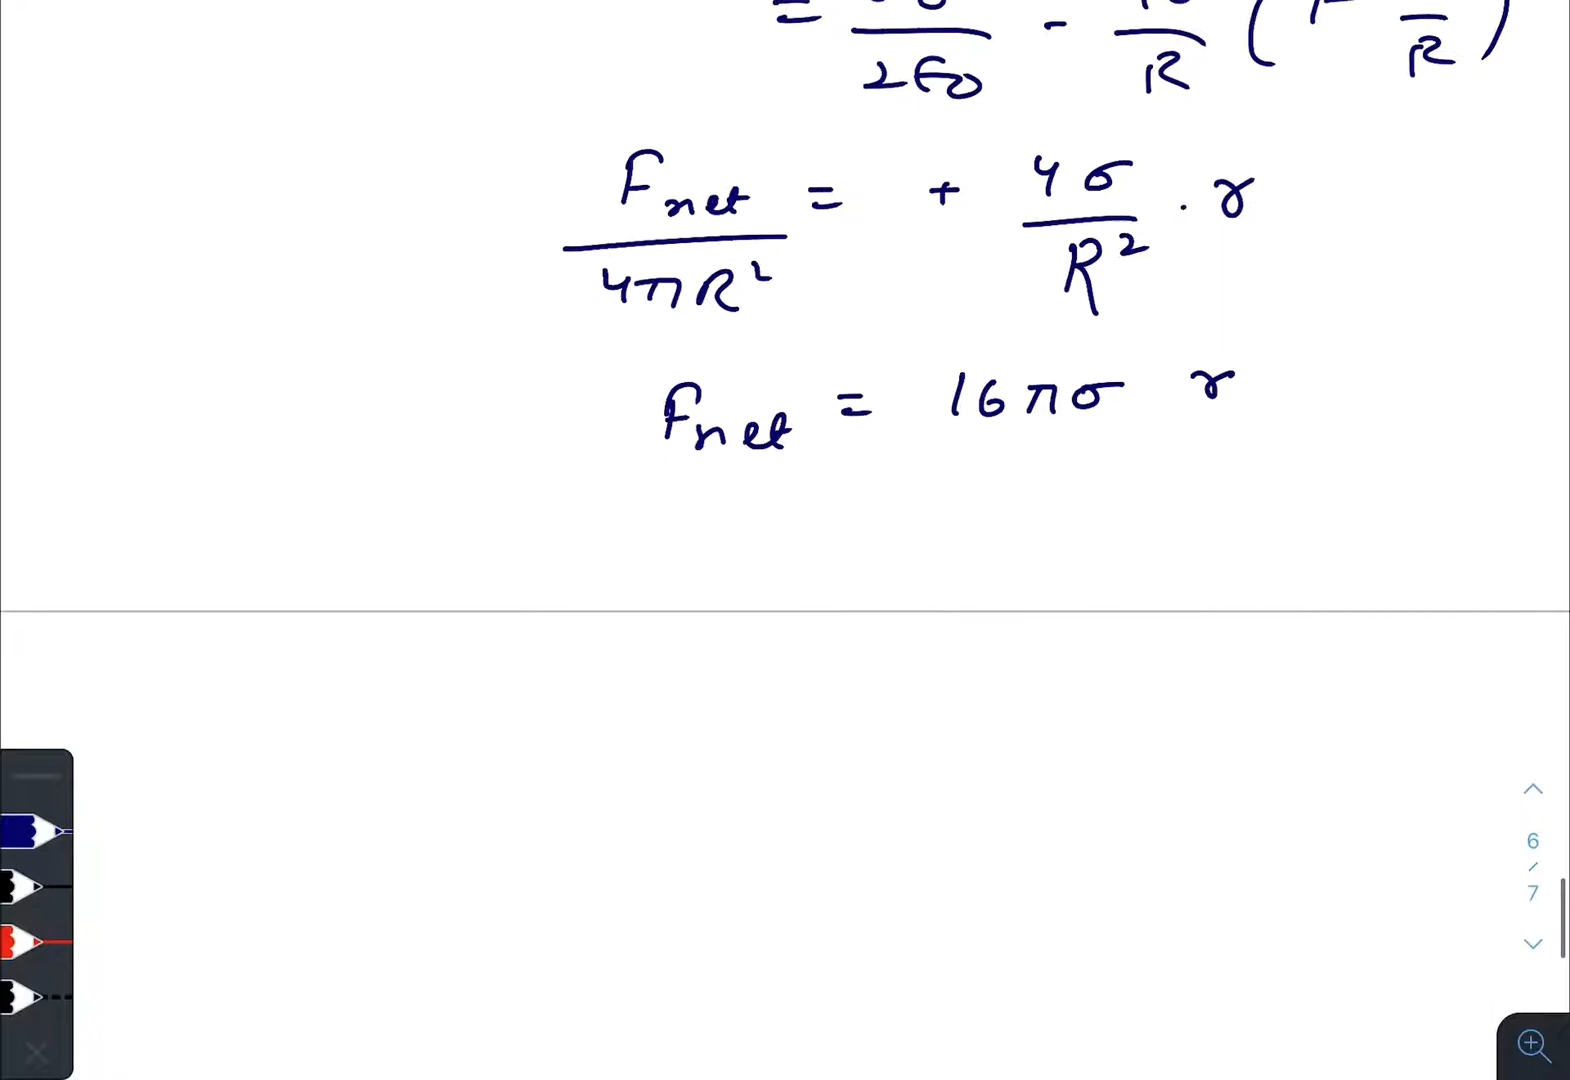 = / 2ε₀ - / R ( / R )
F_net / 4πR² = + 4σ / R² . r
F_net = 16πσ r
6
/
7